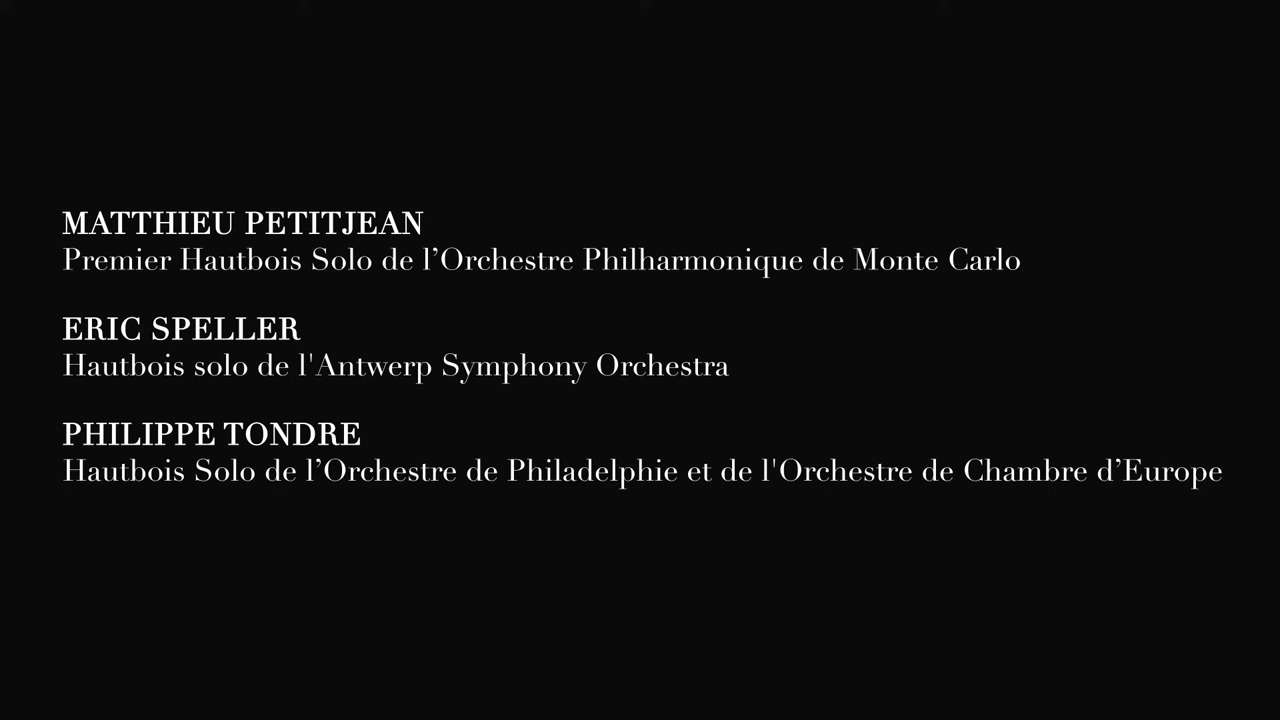 MATTHIEU PETITJEAN
Premier Hautbois Solo de l’Orchestre Philharmonique de Monte Carlo
ERIC SPELLER
Hautbois solo de l'Antwerp Symphony Orchestra
PHILIPPE TONDRE
Hautbois Solo de l’Orchestre de Philadelphie et de l'Orchestre de Chambre d’Europe